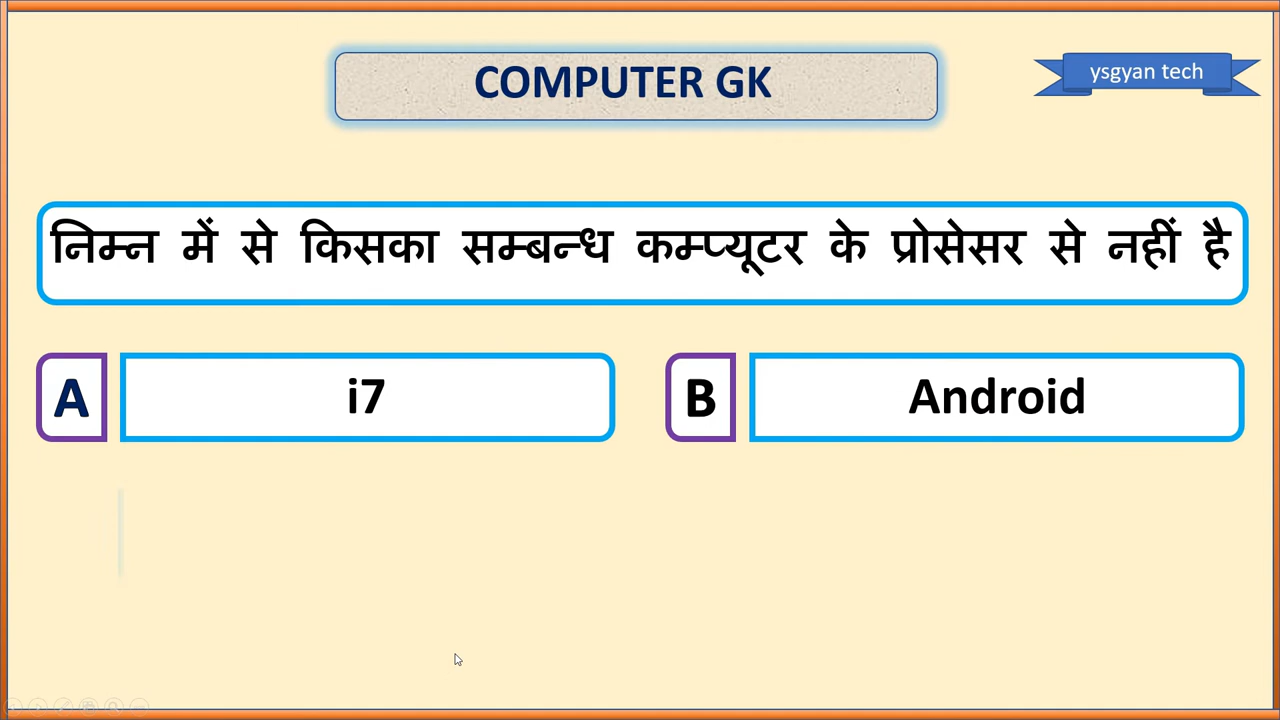 COMPUTER GK
ysgyan tech
निम्न में से किसका सम्बन्ध कम्प्यूटर के प्रोसेसर से नहीं है
A
i7
B
Android